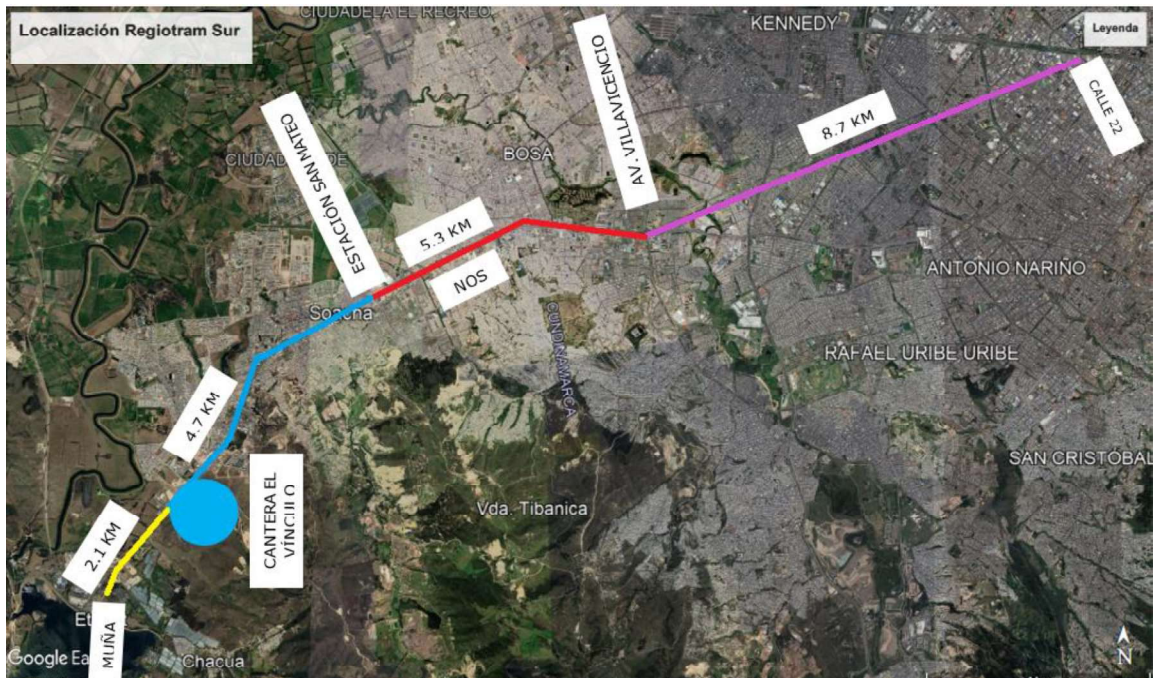 CIUDADELA EL RECREO
KENNEDY
Localización Regiotram Sur
Leyenda
AV. VILLAVICENCIO
CALLE 22
8.7 KM
ESTACIÓN SAN MATEO
BOSA
5.3 KM
NOS
ANTONIO NARIÑO
Soacha
CUNDINAMARCA
RAFAEL URIBE URIBE
4.7 KM
SAN CRISTÓBAL
CANTERA EL
VÍNCULO
Vda. Tibanica
2.1 KM
MUÑA
Chacua
Google Ea
N